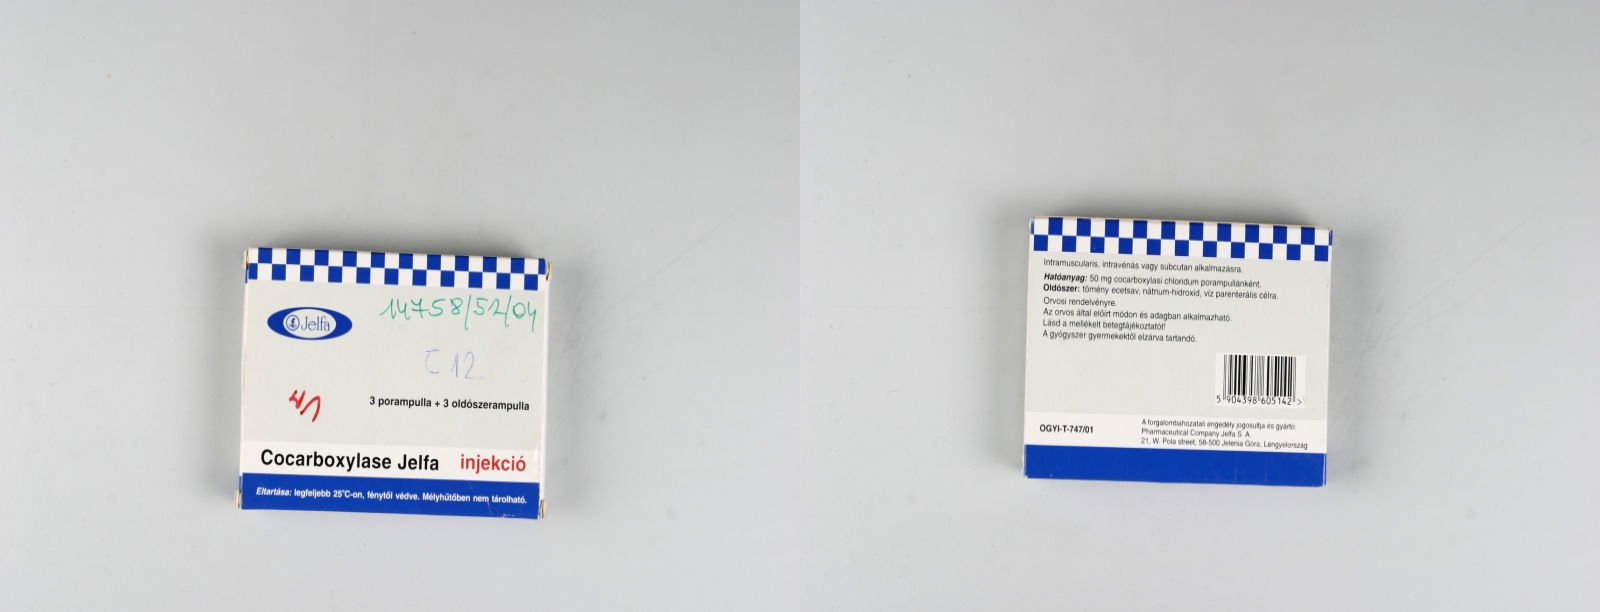 14758/52/04
Jelfa
C12
3 porampulla + 3 oldószerampulla
Cocarboxylase Jelfa injekció
Eltartása: legfeljebb 25°C-on, fénytől védve. Mélyhűtőben nem tárolható.
Intramuscularis, intravénás vagy subcutan alkalmazásra.
Hatóanyag: 50 mg cocarboxylasi chloridum porampullánként.
Oldószer: tömény ecetsav, nátrium-hidroxid, víz parenterális célra.
Orvosi rendelvényre.
Az orvos által előírt módon és adagban alkalmazható.
Lásd a mellékelt betegtájékoztatót!
A gyógyszer gyermekektől elzárva tartandó.
5 904398 605142 >
OGYI-T-747/01
A forgalombahozatali engedély jogosultja és gyártó:
Pharmaceutical Company Jelfa S. A
21, W. Pola street, 58-500 Jelenia Góra, Lengyelország